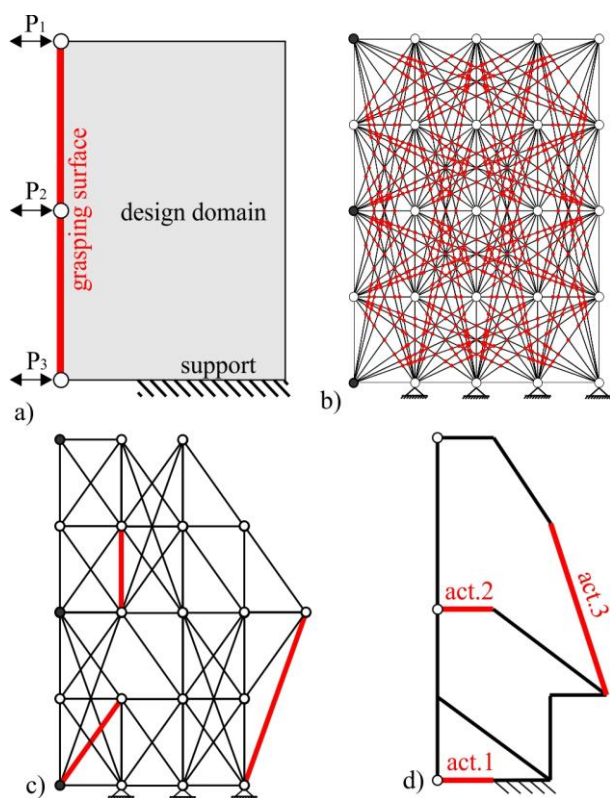 P1
P2
grasping surface
design domain
P3
support
a)
b)
act.2
act.3
act.1
c)
d)